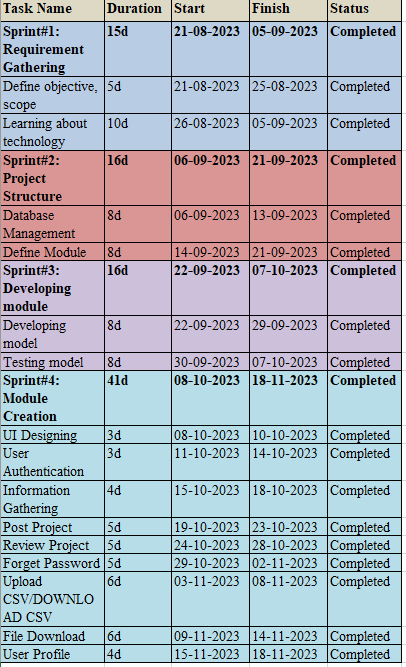 Task Name Duration Start Finish Status
Sprint#1: 15d 21-08-2023 05-09-2023 Completed
Requirement
Gathering
Define objective, 5d 21-08-2023 25-08-2023 Completed
scope
Learning about 10d 26-08-2023 05-09-2023 Completed
technology
Sprint#2: 16d 06-09-2023 21-09-2023 Completed
Project
Structure
Database 8d 06-09-2023 13-09-2023 Completed
Management
Define Module 8d 14-09-2023 21-09-2023 Completed
Sprint#3: 16d 22-09-2023 07-10-2023 Completed
Developing
module
Developing 8d 22-09-2023 29-09-2023 Completed
model
Testing model 8d 30-09-2023 07-10-2023 Completed
Sprint#4: 41d 08-10-2023 18-11-2023 Completed
Module
Creation
UI Designing 3d 08-10-2023 10-10-2023 Completed
User 3d 11-10-2023 14-10-2023 Completed
Authentication
Information 4d 15-10-2023 18-10-2023 Completed
Gathering
Post Project 5d 19-10-2023 23-10-2023 Completed
Review Project 5d 24-10-2023 28-10-2023 Completed
Forget Password 5d 29-10-2023 02-11-2023 Completed
Upload 6d 03-11-2023 08-11-2023 Completed
CSV/DOWNLO
AD CSV
File Download 6d 09-11-2023 14-11-2023 Completed
User Profile 4d 15-11-2023 18-11-2023 Completed